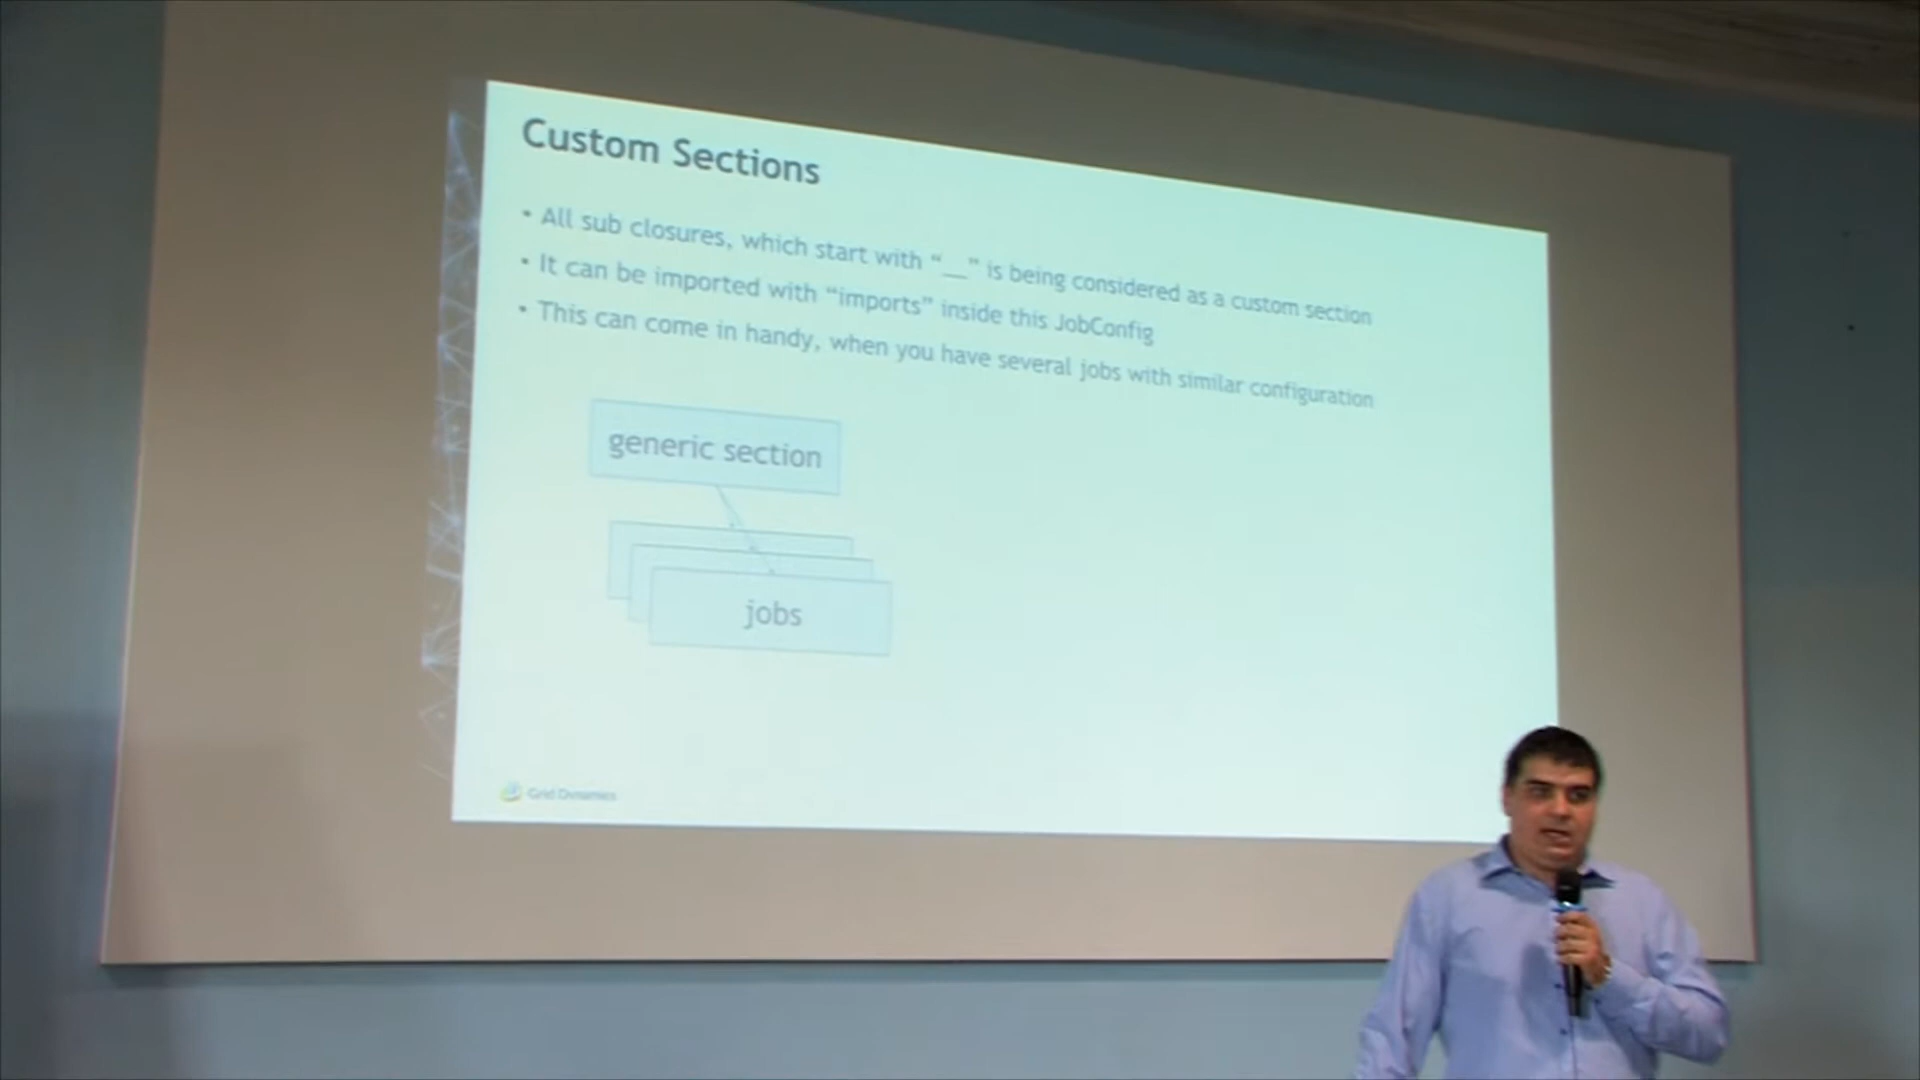 Custom Sections
• All sub closures, which start with “__” is being considered as a custom section
• It can be imported with “imports” inside this JobConfig
• This can come in handy, when you have several jobs with similar configuration
generic section
jobs
Grid Dynamics